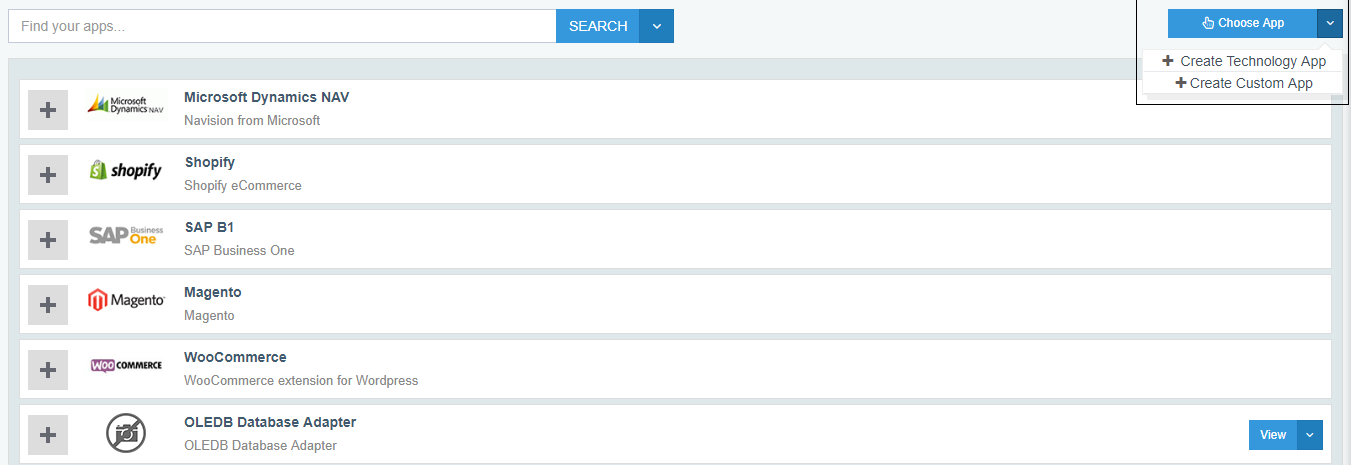 Find your apps...
SEARCH
Choose App
Create Technology App
Create Custom App
Microsoft Dynamics NAV
Microsoft Dynamics NAV
Navision from Microsoft
shopify
Shopify
Shopify eCommerce
SAP Business One
SAP B1
SAP Business One
Magento
Magento
Magento
WOO COMMERCE
WooCommerce
WooCommerce extension for Wordpress
OLEDB Database Adapter
OLEDB Database Adapter
View